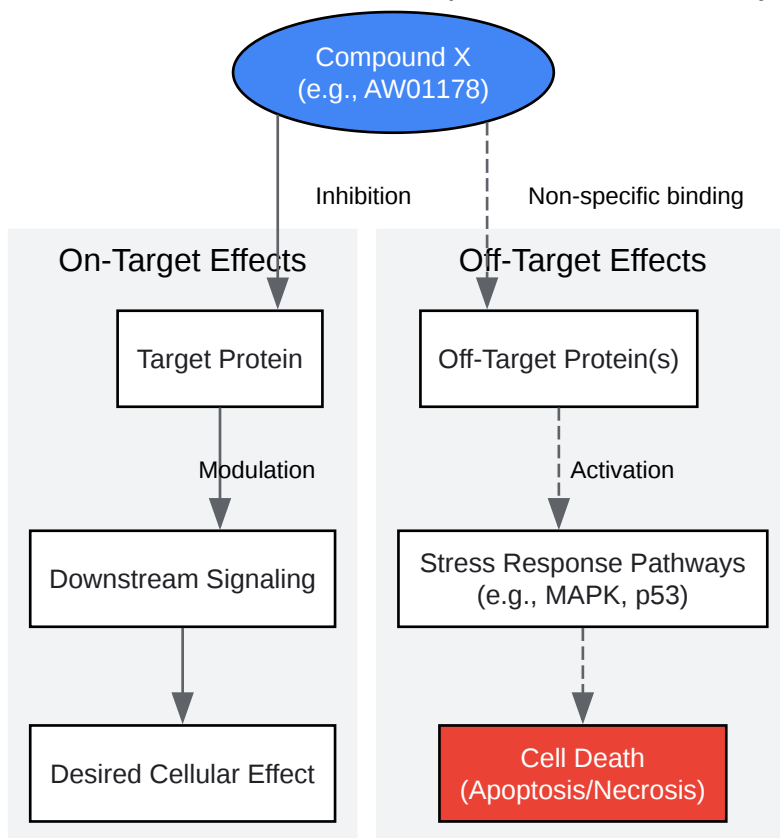 Compound X
(e.g., AW01178)
Inhibition
Non-specific binding
On-Target Effects
Off-Target Effects
Target Protein
Off-Target Protein(s)
Modulation
Activation
Downstream Signaling
Stress Response Pathways
(e.g., MAPK, p53)
Desired Cellular Effect
Cell Death
(Apoptosis/Necrosis)